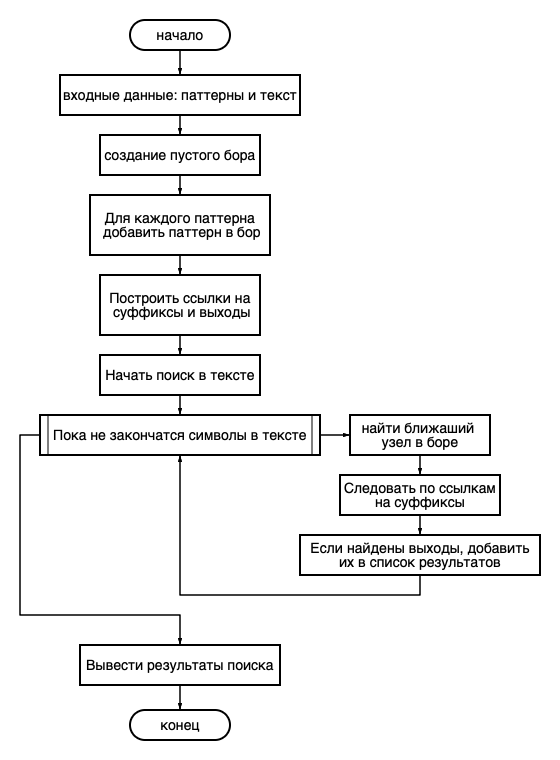 начало
входные данные: паттерны и текст
создание пустого бора
Для каждого паттерна
добавить паттерн в бор
Построить ссылки на
суффиксы и выходы
Начать поиск в тексте
Пока не закончатся символы в тексте
найти ближаший
узел в боре
Следовать по ссылкам
на суффиксы
Если найдены выходы, добавить
их в список результатов
Вывести результаты поиска
конец